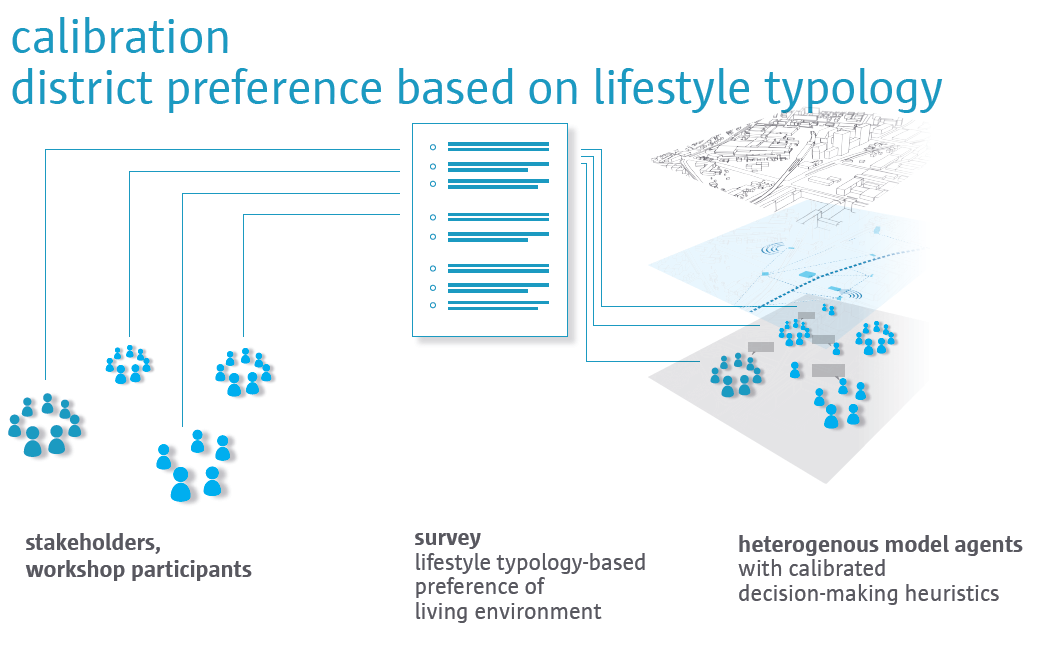 calibration
district preference based on lifestyle typology
stakeholders,
workshop participants
survey
lifestyle typology-based
preference of
living environment
heterogenous model agents
with calibrated
decision-making heuristics